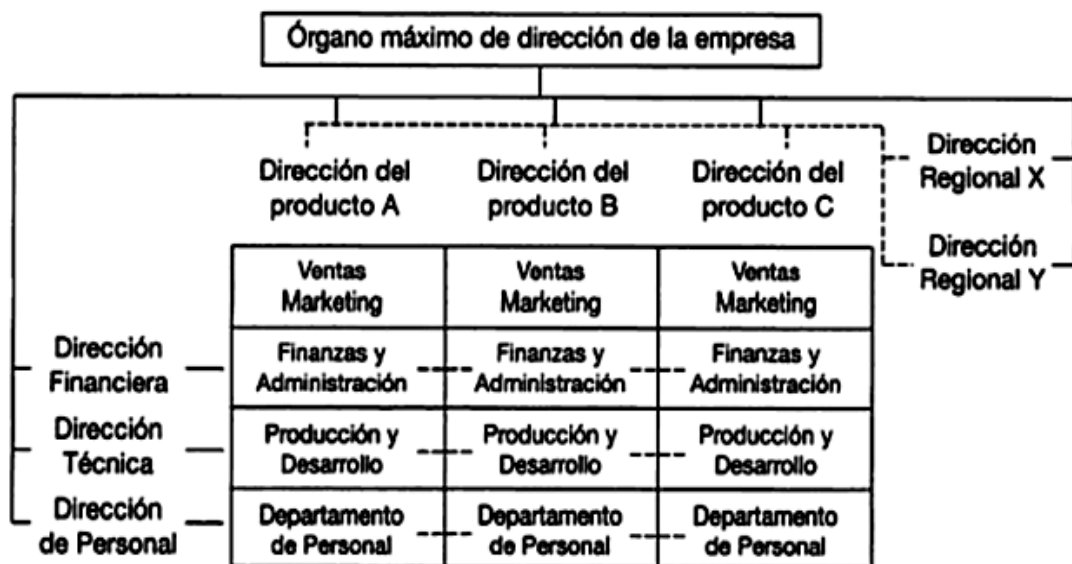 Órgano máximo de dirección de la empresa
Dirección del
producto A
Dirección del
producto B
Dirección del
producto C
Dirección
Regional X
Dirección
Regional Y
Ventas
Marketing
Ventas
Marketing
Ventas
Marketing
Dirección
Financiera
Finanzas y
Administración
Finanzas y
Administración
Finanzas y
Administración
Dirección
Técnica
Producción y
Desarrollo
Producción y
Desarrollo
Producción y
Desarrollo
Dirección
de Personal
Departamento
de Personal
Departamento
de Personal
Departamento
de Personal